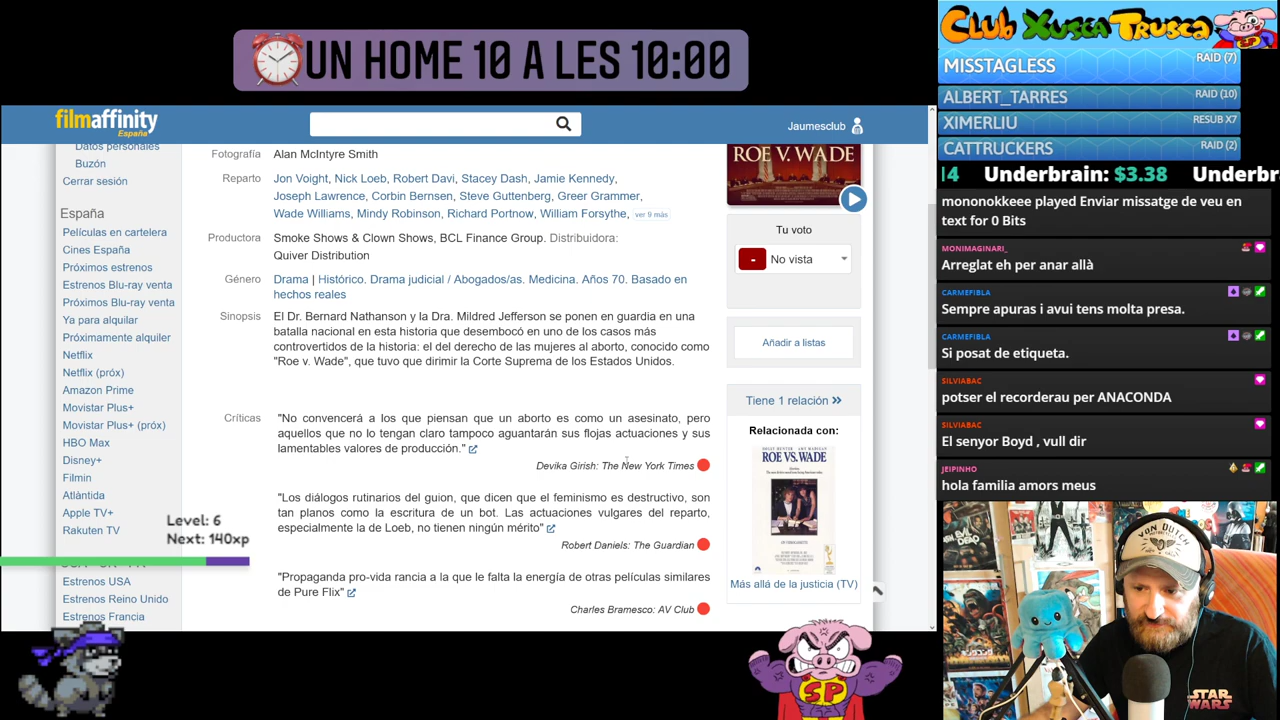 UN HOME 10 A LES 10:00
filmaffinity
España
Jaumesclub
Datos personales
Buzón
Cerrar sesión
España
Películas en cartelera
Cines España
Próximos estrenos
Estrenos Blu-ray venta
Próximos Blu-ray venta
Ya para alquilar
Próximamente alquiler
Netflix
Netflix (próx)
Amazon Prime
Movistar Plus+
Movistar Plus+ (próx)
HBO Max
Disney+
Filmin
Atlàntida
Apple TV+
Rakuten TV
Estrenos USA
Estrenos Reino Unido
Estrenos Francia
Level: 6
Next: 140xp
Fotografía Alan McIntyre Smith
Reparto Jon Voight, Nick Loeb, Robert Davi, Stacey Dash, Jamie Kennedy,
Joseph Lawrence, Corbin Bernsen, Steve Guttenberg, Greer Grammer,
Wade Williams, Mindy Robinson, Richard Portnow, William Forsythe, ver 9 más
Productora Smoke Shows & Clown Shows, BCL Finance Group. Distribuidora:
Quiver Distribution
Género Drama | Histórico. Drama judicial / Abogados/as. Medicina. Años 70. Basado en
hechos reales
Sinopsis El Dr. Bernard Nathanson y la Dra. Mildred Jefferson se ponen en guardia en una
batalla nacional en esta historia que desembocó en uno de los casos más
controvertidos de la historia: el del derecho de las mujeres al aborto, conocido como
"Roe v. Wade", que tuvo que dirimir la Corte Suprema de los Estados Unidos.
Críticas "No convencerá a los que piensan que un aborto es como un asesinato, pero
aquellos que no lo tengan claro tampoco aguantarán sus flojas actuaciones y sus
lamentables valores de producción."
Devika Girish: The New York Times
"Los diálogos rutinarios del guion, que dicen que el feminismo es destructivo, son
tan planos como la escritura de un bot. Las actuaciones vulgares del reparto,
especialmente la de Loeb, no tienen ningún mérito"
Robert Daniels: The Guardian
"Propaganda pro-vida rancia a la que le falta la energía de otras películas similares
de Pure Flix"
Charles Bramesco: AV Club
ROE V. WADE
Tu voto
- No vista
Añadir a listas
Tiene 1 relación
Relacionada con:
ROE VS. WADE
Más allá de la justicia (TV)
SP
Club Xusca Trusca
SP
MISSTAGLESS RAID (7)
ALBERT_TARRES RAID (10)
XIMERLIU RESUB X7
CATTRUCKERS RAID (2)
14 Underbrain: $3.38 Underb
mononokkeee played Enviar missatge de veu en
text for 0 Bits
MONIMAGINARI_
Arreglat eh per anar allà
CARMEFIBLA
Sempre apuras i avui tens molta presa.
CARMEFIBLA
Si posat de etiqueta.
SILVIABAC
potser el recorderau per ANACONDA
SILVIABAC
El senyor Boyd , vull dir
JEIPINHO
hola familia amors meus
VON DUTCH
STAR
WARS